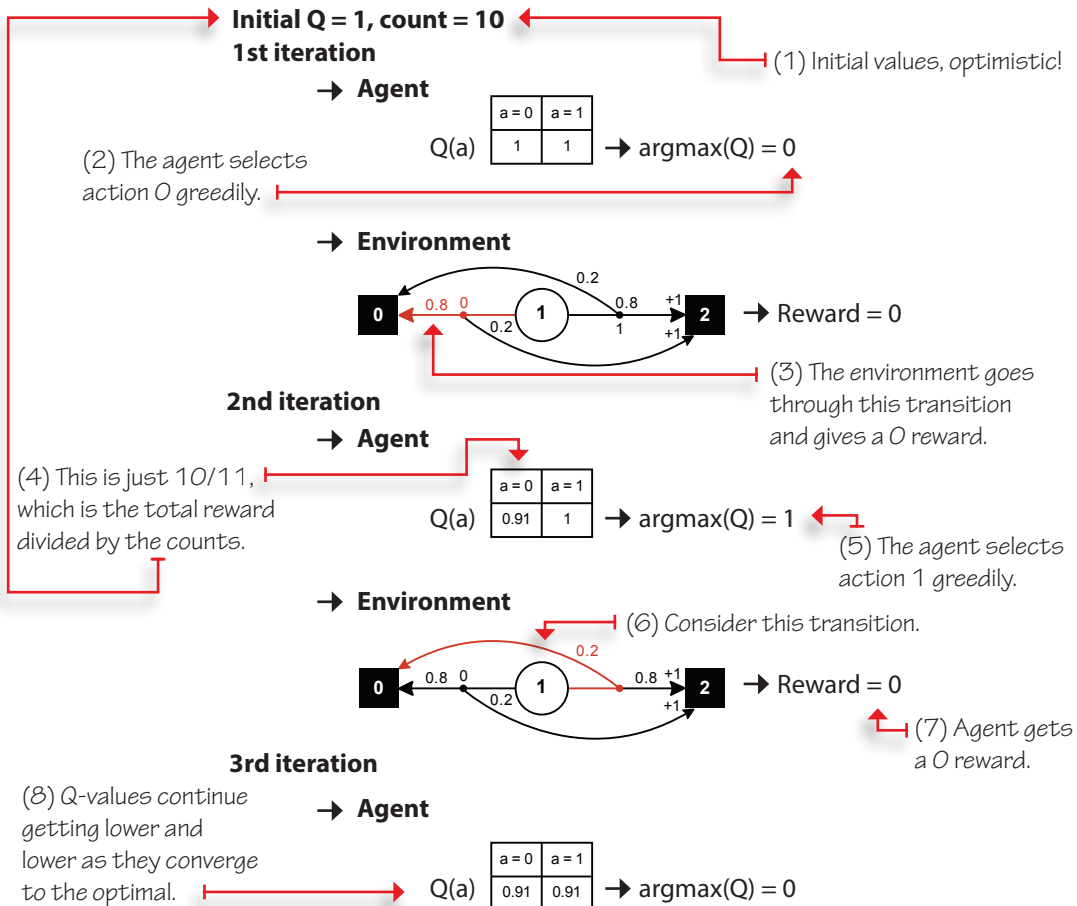 Initial Q = 1, count = 10
1st iteration
(1) Initial values, optimistic!
→ Agent
a = 0 a = 1
Q(a) 1 1 → argmax(Q) = 0
(2) The agent selects
action 0 greedily.
→ Environment
0.2
0.8 0 0.8 +1
0 1 2 → Reward = 0
0.2 1 +1
(3) The environment goes
through this transition
and gives a 0 reward.
2nd iteration
→ Agent
(4) This is just 10/11,
which is the total reward
divided by the counts.
a = 0 a = 1
Q(a) 0.91 1 → argmax(Q) = 1
(5) The agent selects
action 1 greedily.
→ Environment
(6) Consider this transition.
0.2
0.8 0 0.8 +1
0 1 2 → Reward = 0
0.2 +1
(7) Agent gets
a 0 reward.
3rd iteration
(8) Q-values continue
getting lower and
lower as they converge
to the optimal.
→ Agent
a = 0 a = 1
Q(a) 0.91 0.91 → argmax(Q) = 0